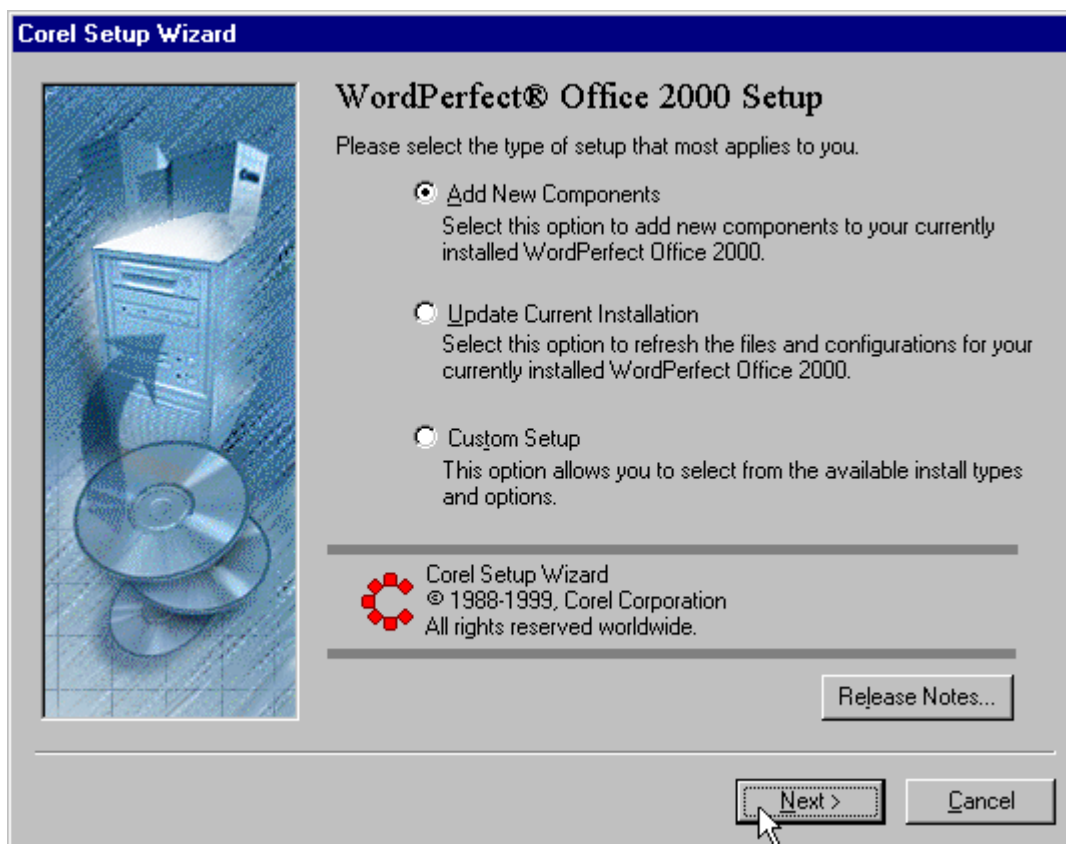 Corel Setup Wizard
WordPerfect® Office 2000 Setup
Please select the type of setup that most applies to you.
Add New Components
Select this option to add new components to your currently
installed WordPerfect Office 2000.
Update Current Installation
Select this option to refresh the files and configurations for your
currently installed WordPerfect Office 2000.
Custom Setup
This option allows you to select from the available install types
and options.
Corel Setup Wizard
© 1988-1999, Corel Corporation
All rights reserved worldwide.
Release Notes...
Next > Cancel